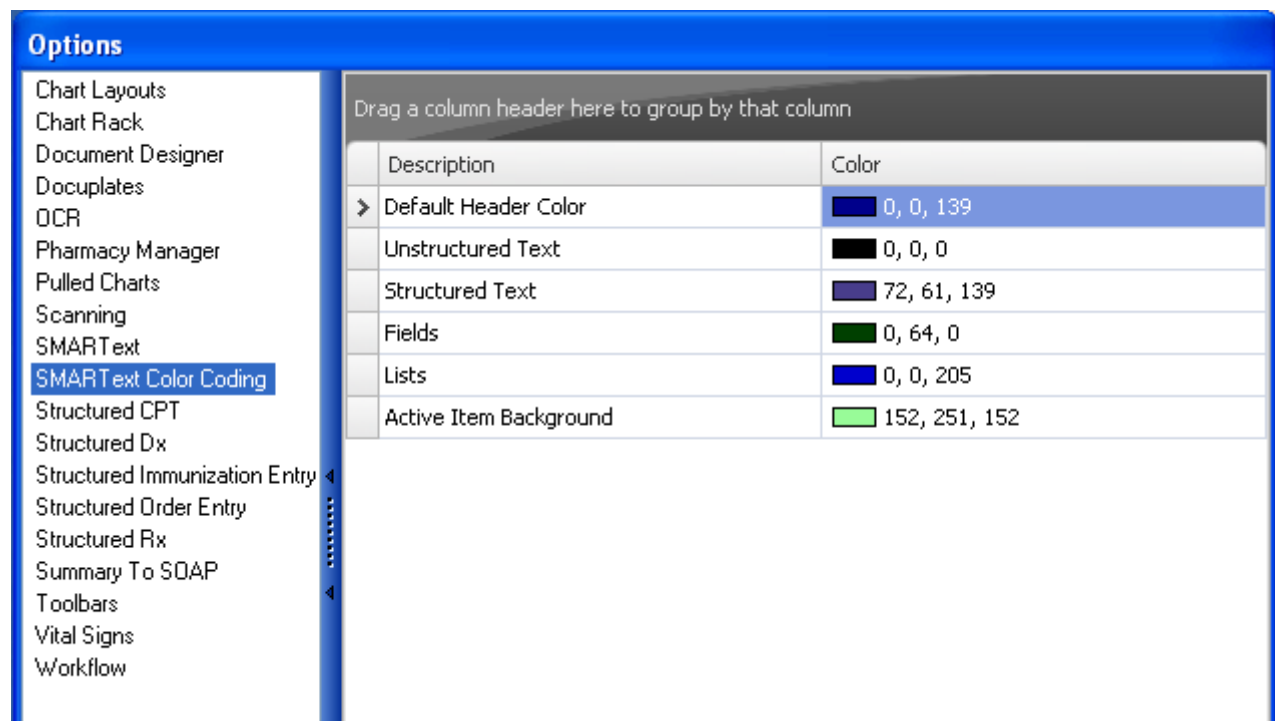 Options
Chart Layouts
Chart Rack
Document Designer
Docuplates
OCR
Pharmacy Manager
Pulled Charts
Scanning
SMARText
SMARText Color Coding
Structured CPT
Structured Dx
Structured Immunization Entry
Structured Order Entry
Structured Rx
Summary To SOAP
Toolbars
Vital Signs
Workflow
Drag a column header here to group by that column
Description Color
Default Header Color 0, 0, 139
Unstructured Text 0, 0, 0
Structured Text 72, 61, 139
Fields 0, 64, 0
Lists 0, 0, 205
Active Item Background 152, 251, 152